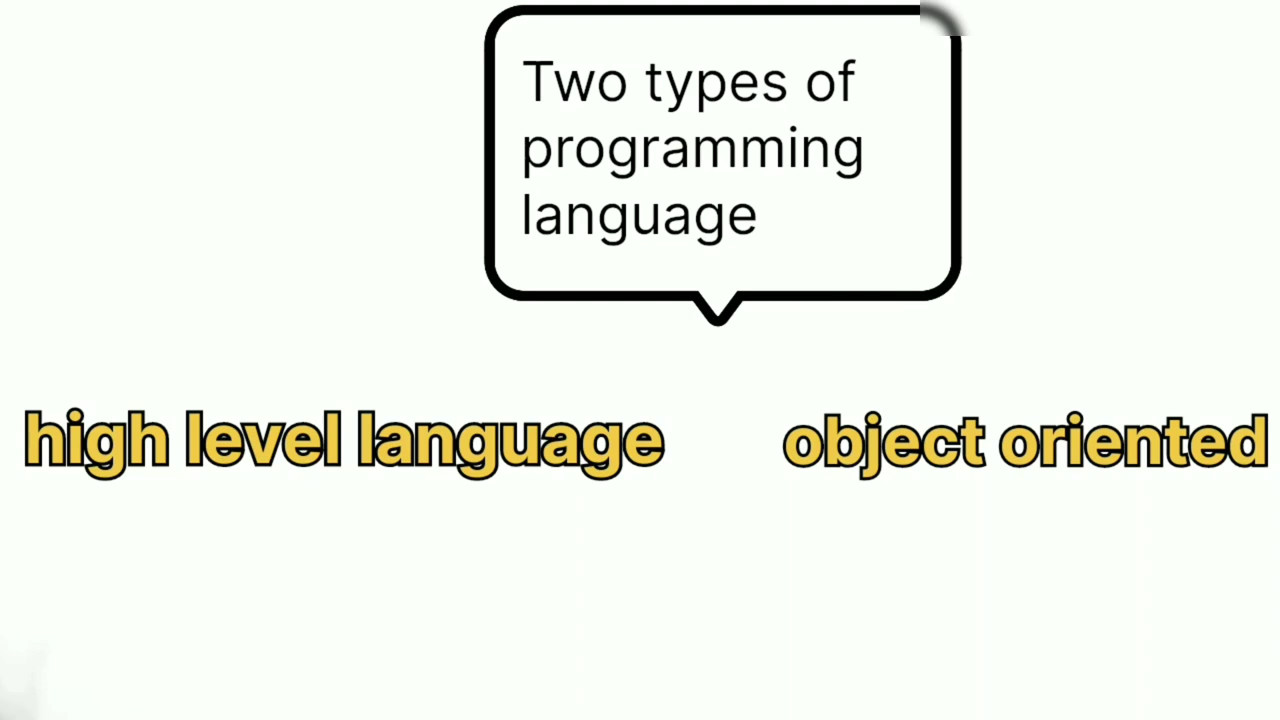 Two types of
programming
language
high level language
object oriented